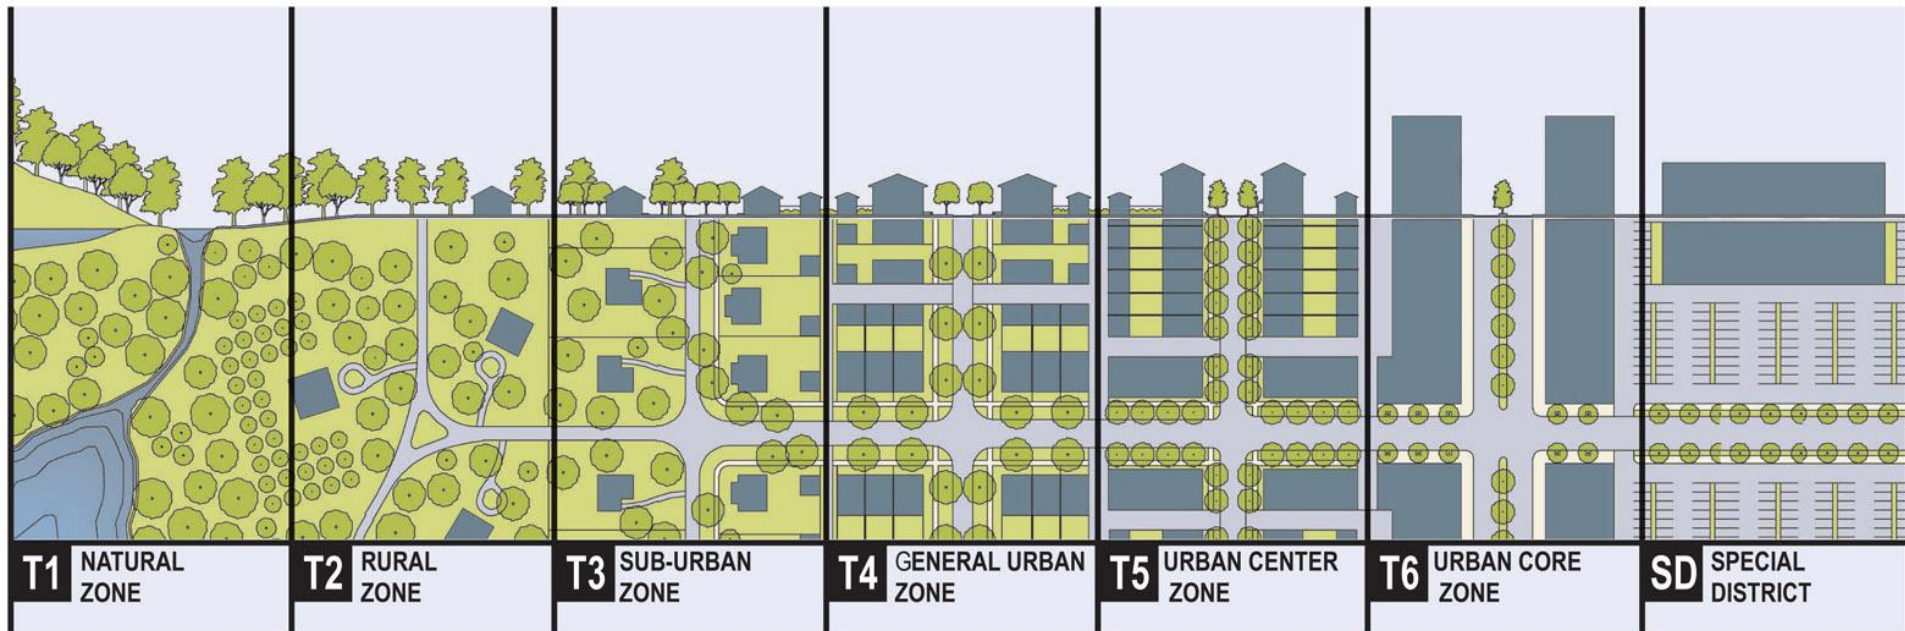 T1 NATURAL
ZONE
T2 RURAL
ZONE
T3 SUB-URBAN
ZONE
T4 GENERAL URBAN
ZONE
T5 URBAN CENTER
ZONE
T6 URBAN CORE
ZONE
SD SPECIAL
DISTRICT